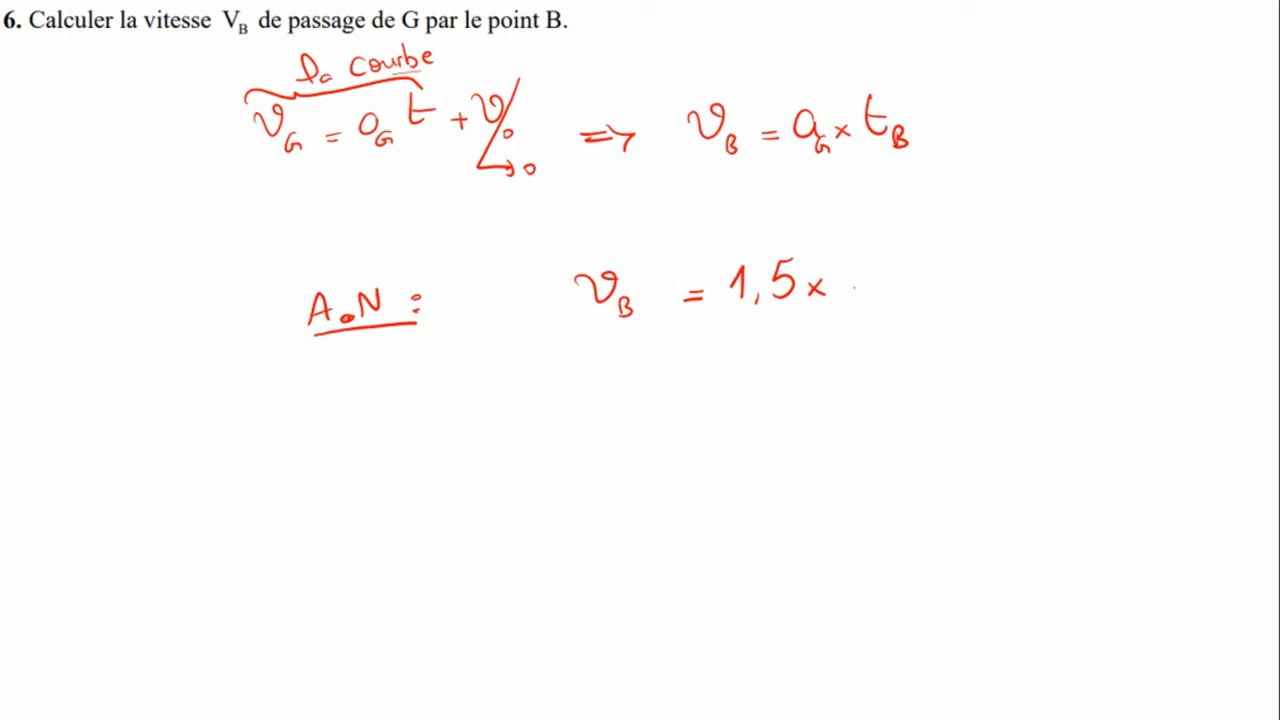 6. Calculer la vitesse V_B de passage de G par le point B.
la courbe
v_G = a_G t + v_0 => v_B = a_G × t_B
0
A.N : v_B = 1,5 ×